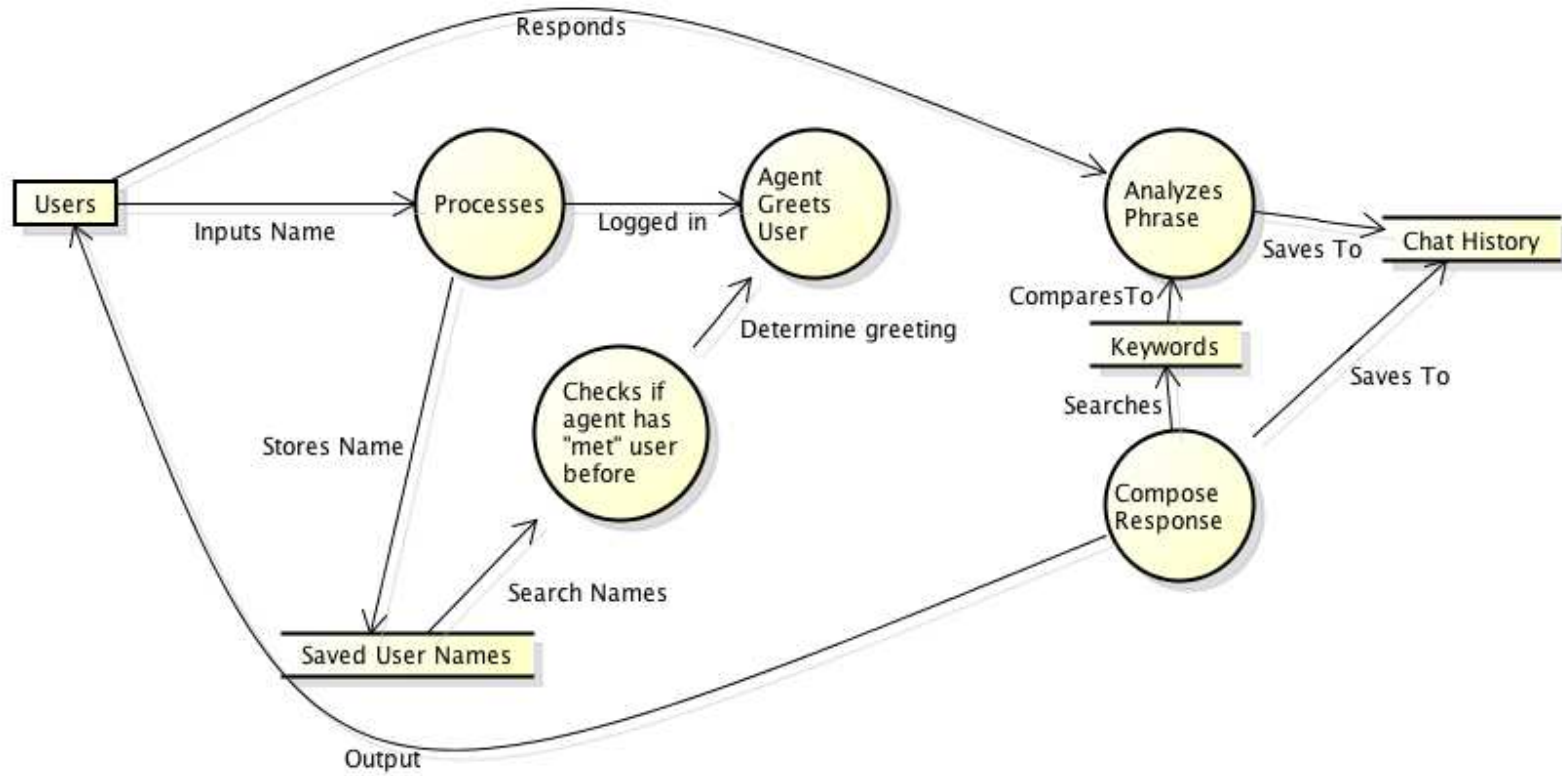 Responds
Users
Inputs Name
Processes
Logged in
Agent
Greets
User
Analyzes
Phrase
Saves To
Chat History
ComparesTo
Keywords
Determine greeting
Searches
Saves To
Checks if
agent has
"met" user
before
Stores Name
Compose
Response
Search Names
Saved User Names
Output